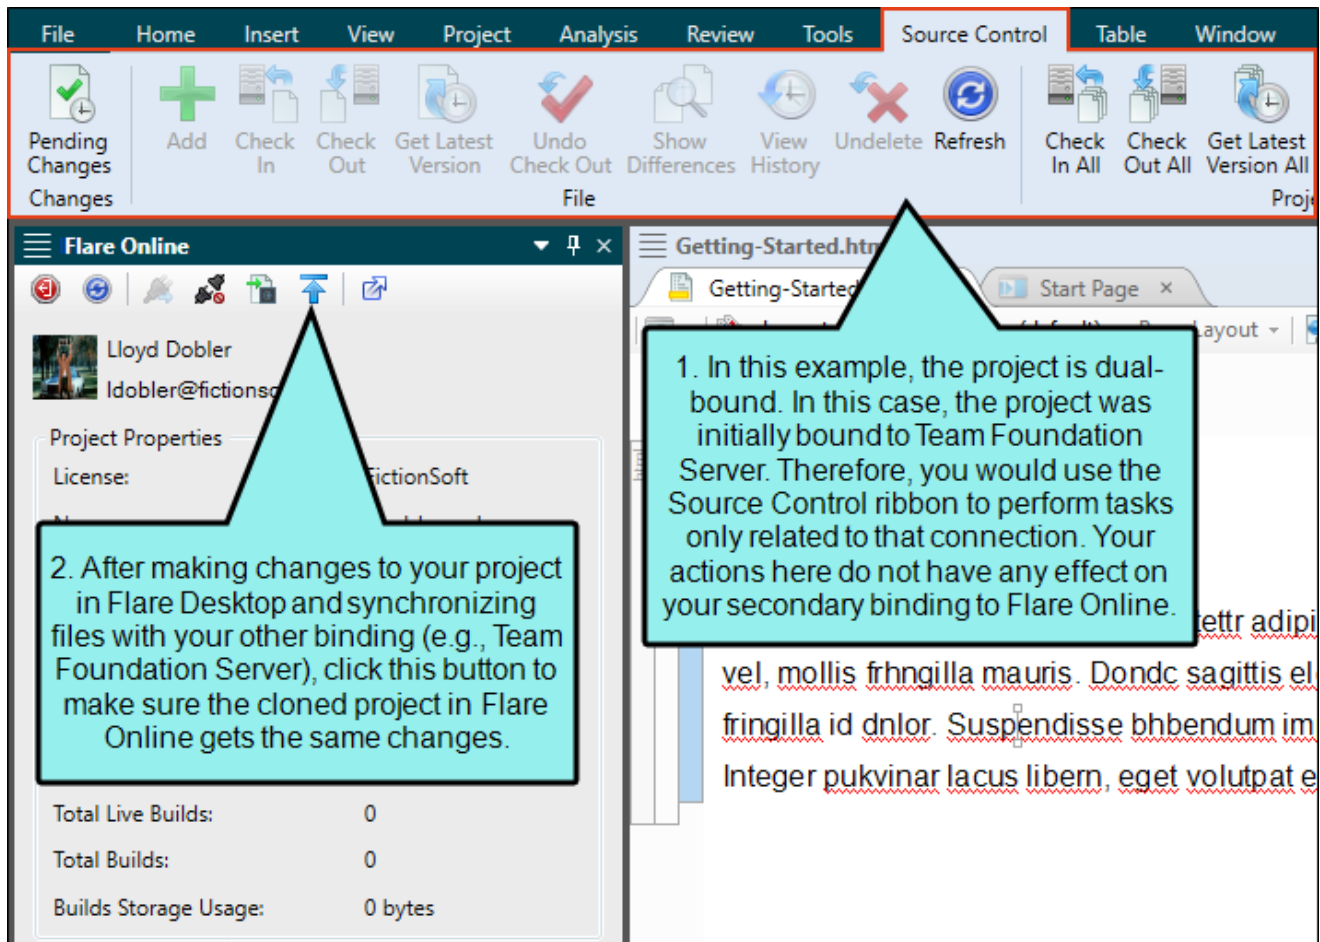 File Home Insert View Project Analysis Review Tools Source Control Table Window
Pending Changes
Add
Check In
Check Out
Get Latest Version
Undo Check Out
Show Differences
View History
Undelete
Refresh
Check In All
Check Out All
Get Latest Version All
Changes
File
Flare Online
Getting-Started.htm
Getting-Started
Start Page
Lloyd Dobler
ldobler@fictionso
Project Properties
License: FictionSoft
1. In this example, the project is dual-
bound. In this case, the project was
initially bound to Team Foundation
Server. Therefore, you would use the
Source Control ribbon to perform tasks
only related to that connection. Your
actions here do not have any effect on
your secondary binding to Flare Online.
2. After making changes to your project
in Flare Desktop and synchronizing
files with your other binding (e.g., Team
Foundation Server), click this button to
make sure the cloned project in Flare
Online gets the same changes.
Total Live Builds: 0
Total Builds: 0
Builds Storage Usage: 0 bytes
tettr adipi
vel, mollis frhngilla mauris. Dondc sagittis el
fringilla id dnlor. Suspendisse bhbendum im
Integer pukvinar lacus libern, eget volutpat e